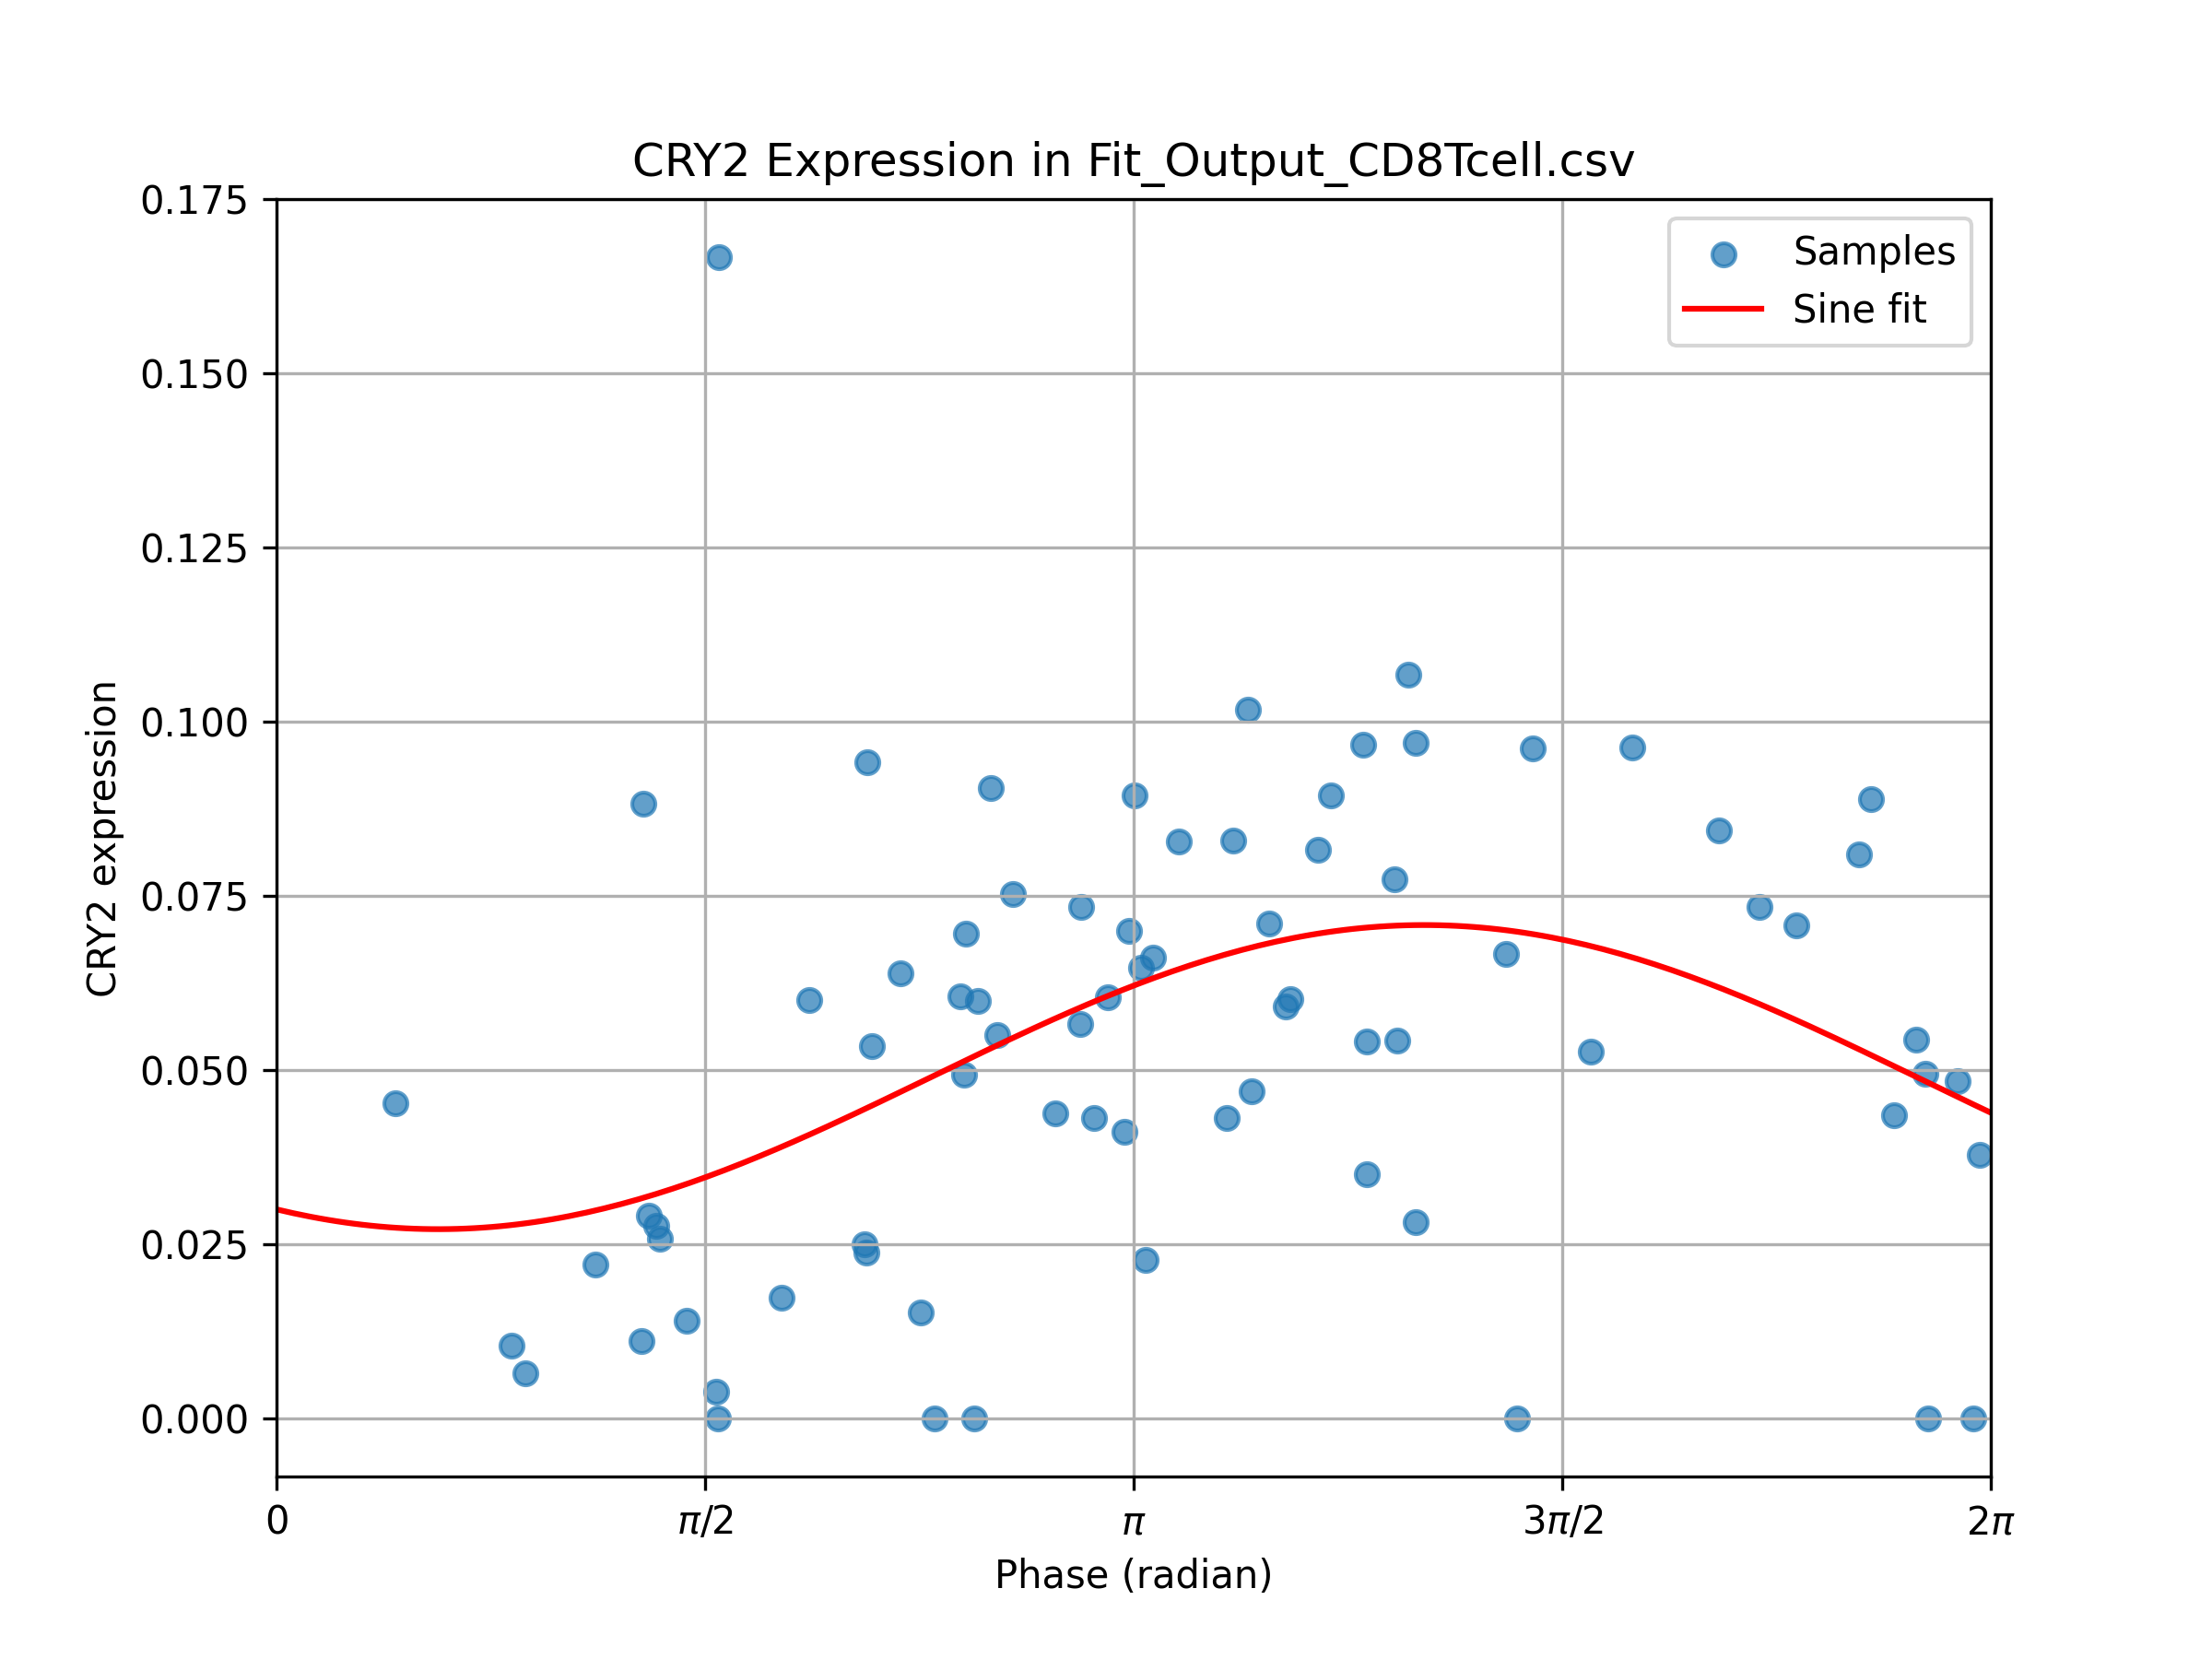 CRY2 Expression in Fit_Output_CD8Tcell.csv
Samples
Sine fit
0.175
0.150
0.125
0.100
0.075
0.050
0.025
0.000
CRY2 expression
0 π/2 π 3π/2 2π
Phase (radian)